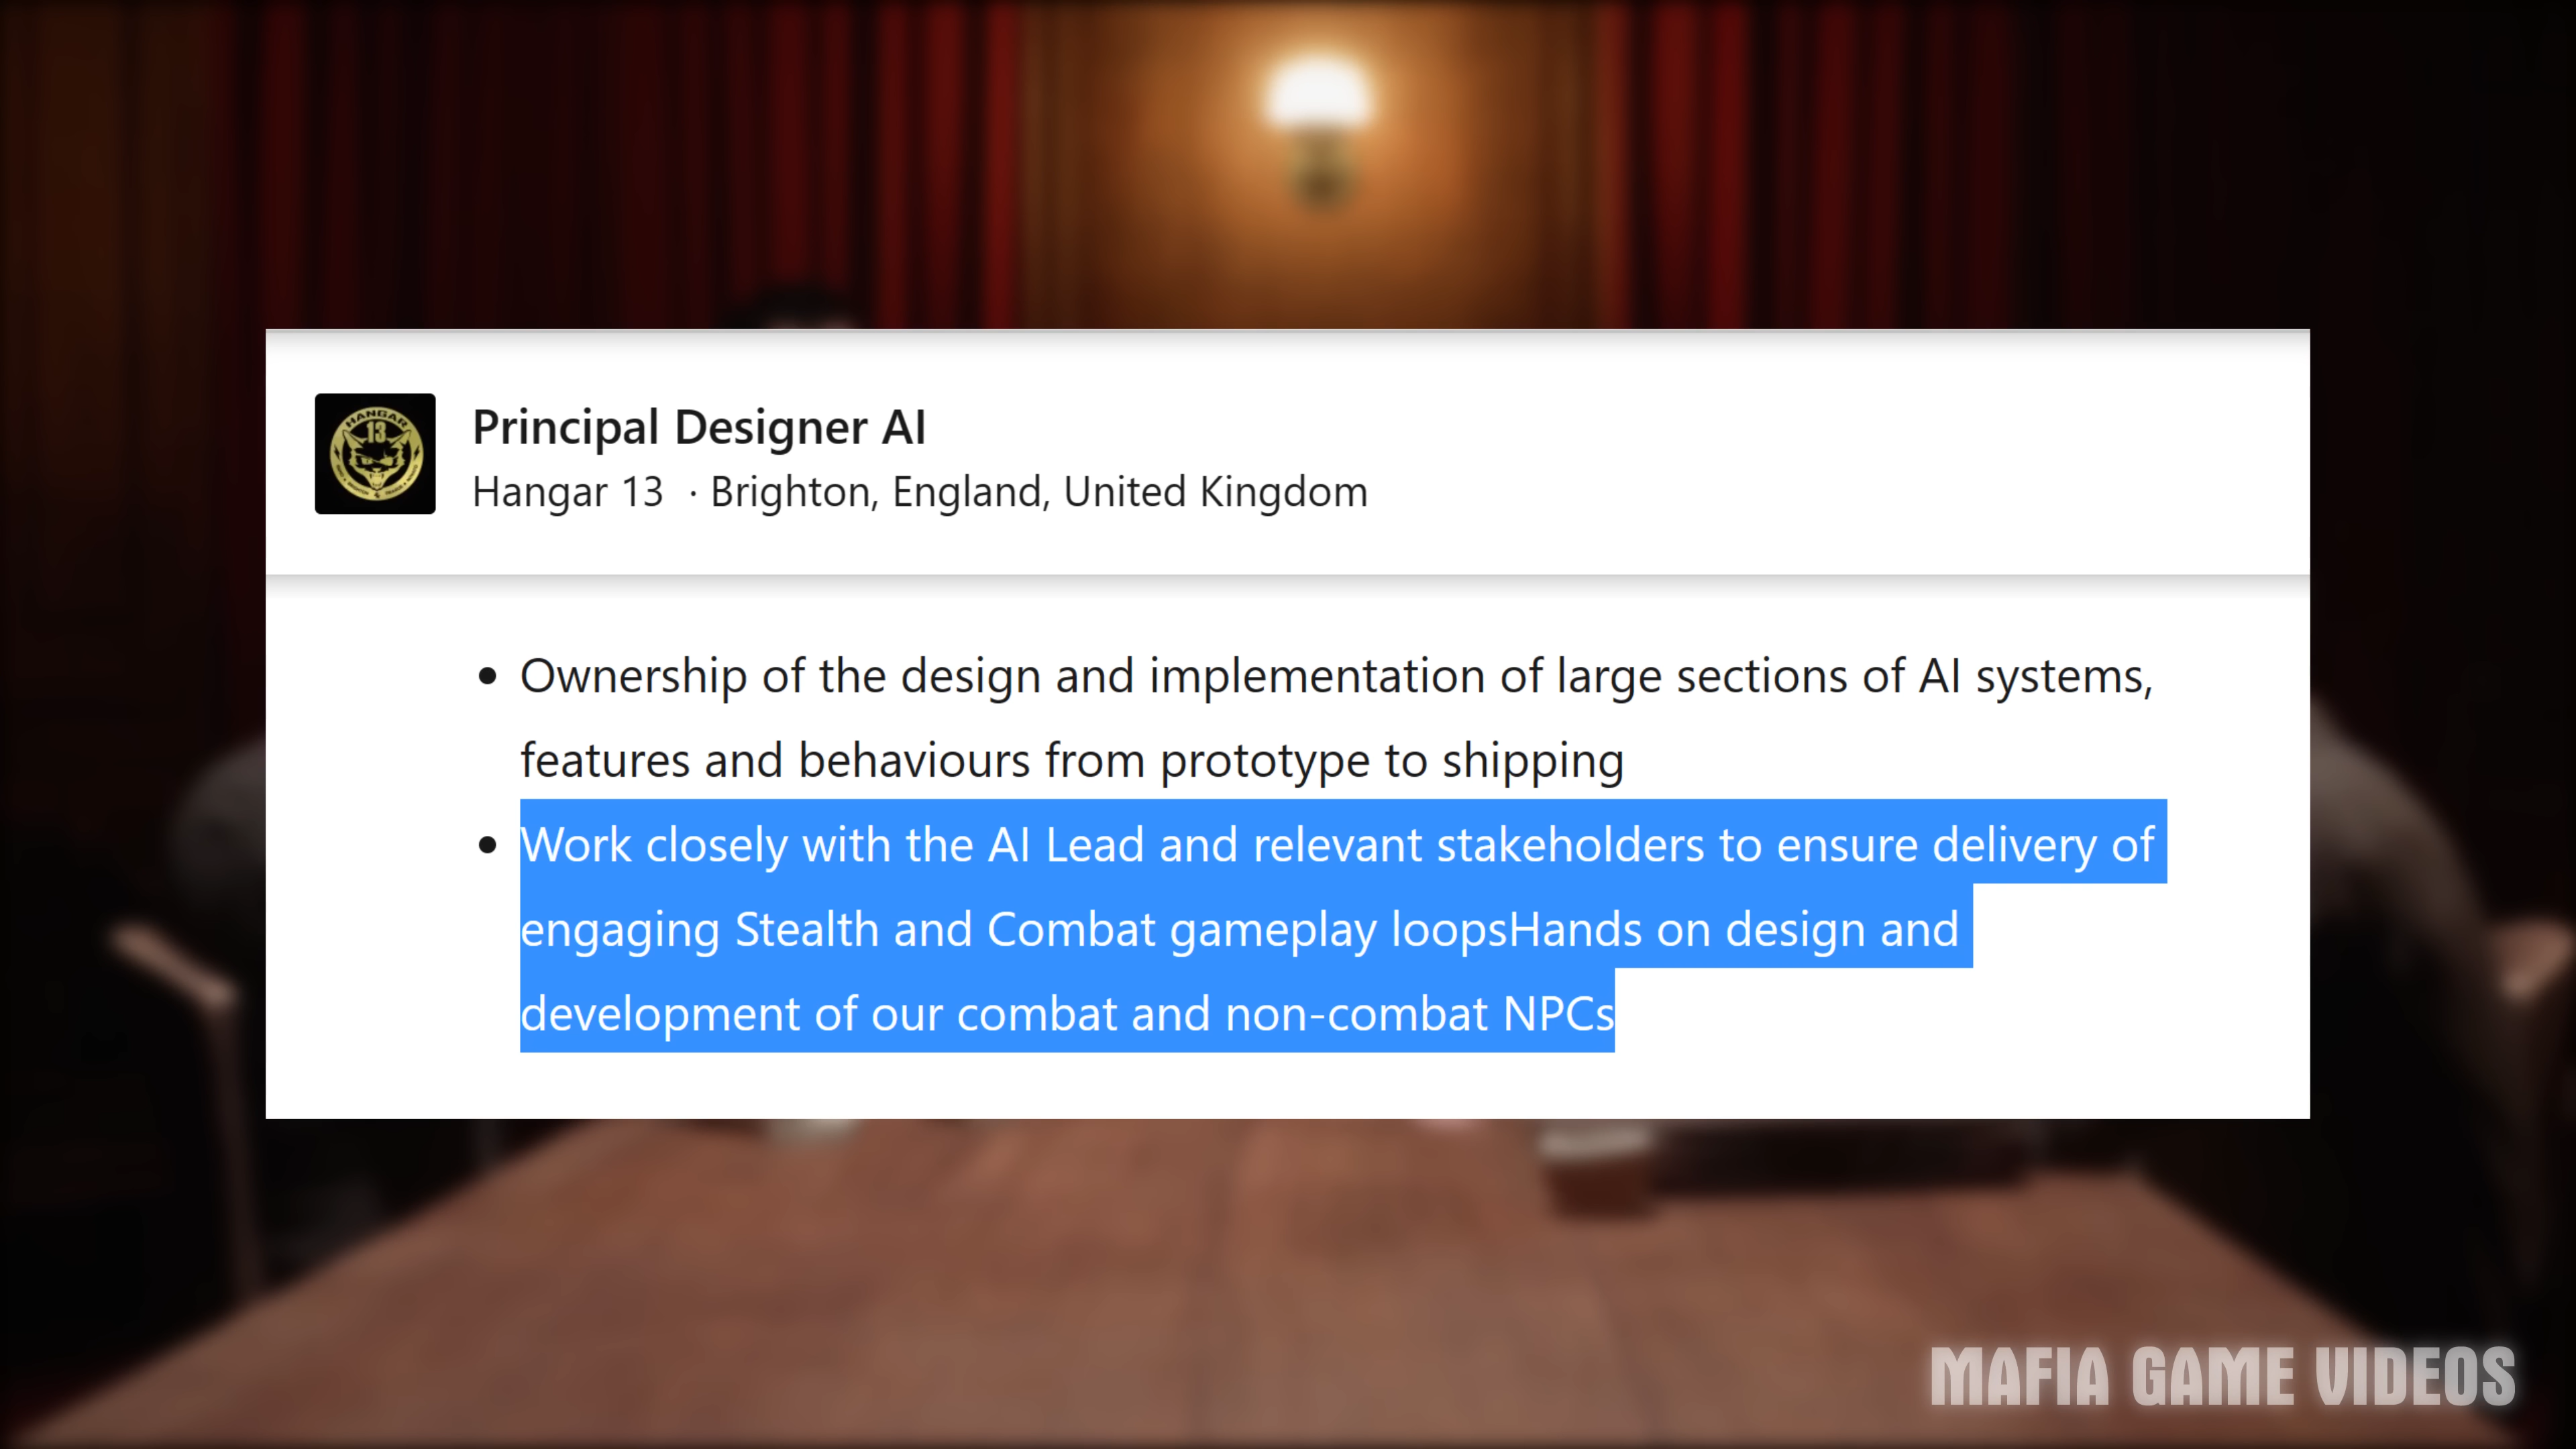 HANGAR
13
Principal Designer AI
Hangar 13 · Brighton, England, United Kingdom
• Ownership of the design and implementation of large sections of AI systems,
features and behaviours from prototype to shipping
• Work closely with the AI Lead and relevant stakeholders to ensure delivery of
engaging Stealth and Combat gameplay loopsHands on design and
development of our combat and non-combat NPCs
MAFIA GAME VIDEOS